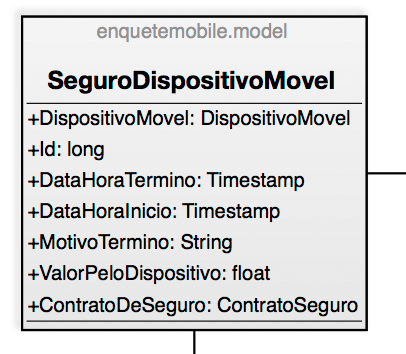 enquetemobile.model
SeguroDispositivoMovel
+DispositivoMovel: DispositivoMovel
+Id: long
+DataHoraTermino: Timestamp
+DataHoraInicio: Timestamp
+MotivoTermino: String
+ValorPeloDispositivo: float
+ContratoDeSeguro: ContratoSeguro